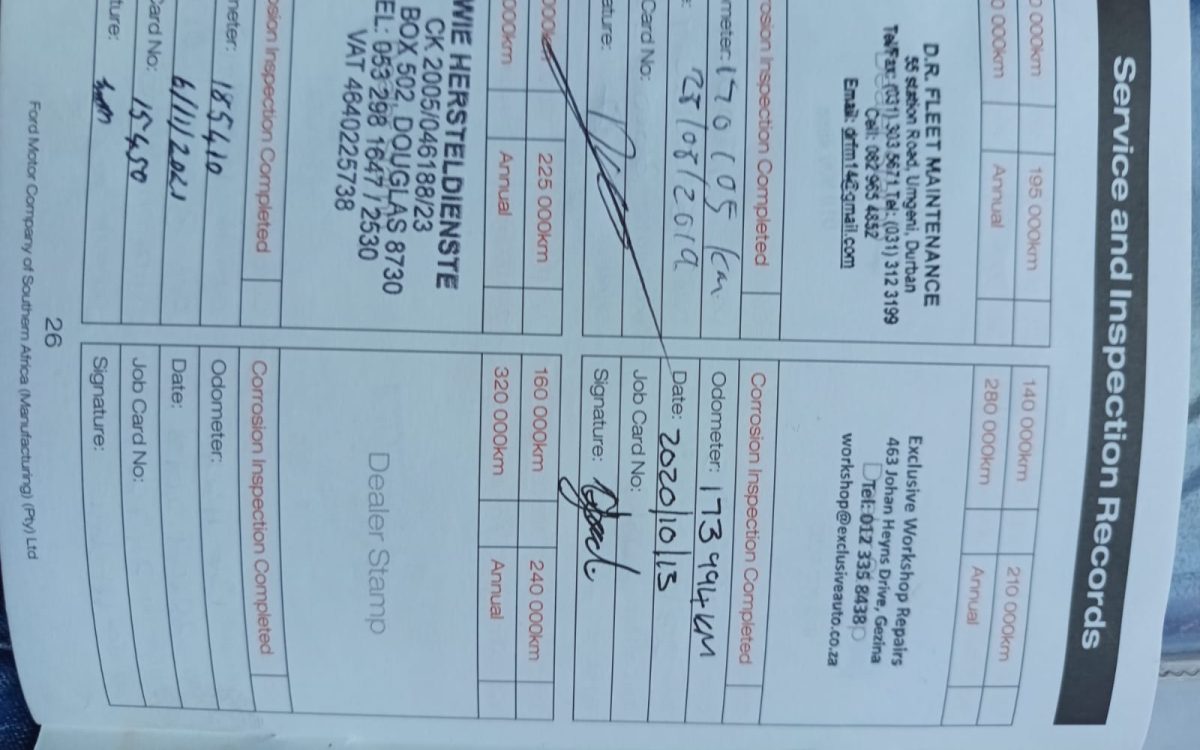 Service and Inspection Records
0 000km
195 000km
0 000km
Annual
D.R. FLEET MAINTENANCE
55 station Road, Umgeni, Durban
Tel/Fax: (031) 303 5671 Tel: (031) 312 3199
Cell: 082 965 4852
Email: drfm14@gmail.com
rosion Inspection Completed
meter: 170 105 km
28/08/2019
Card No:
ature:
140 000km
210 000km
280 000km
Annual
Exclusive Workshop Repairs
463 Johan Heyns Drive, Gezina
Tel: 012 335 8438
workshop@exclusiveauto.co.za
Corrosion Inspection Completed
Odometer: 173 994 KM
Date: 2020/10/13
Job Card No:
Signature:
000km
225 000km
000km
Annual
WIE HERSTELDIENSTE
CK 2005/046188/23
BOX 502, DOUGLAS 8730
EL: 053 298 1647 / 2530
VAT 4840225738
osion Inspection Completed
meter: 185410
6/11/2021
Card No: 15450
ture:
160 000km
240 000km
320 000km
Annual
Dealer Stamp
Corrosion Inspection Completed
Odometer:
Date:
Job Card No:
Signature:
26
Ford Motor Company of Southern Africa (Manufacturing) (Pty) Ltd